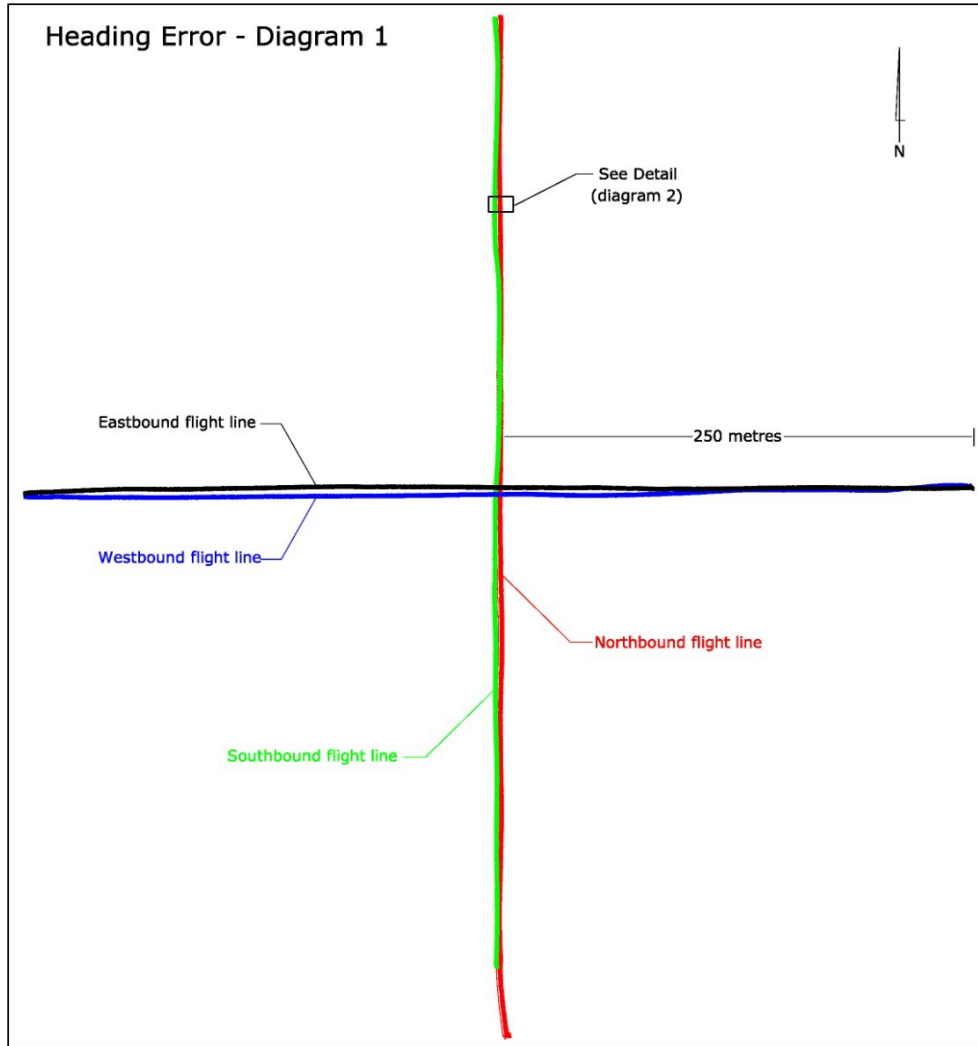 Heading Error - Diagram 1
N
See Detail
(diagram 2)
Eastbound flight line
250 metres
Westbound flight line
Northbound flight line
Southbound flight line